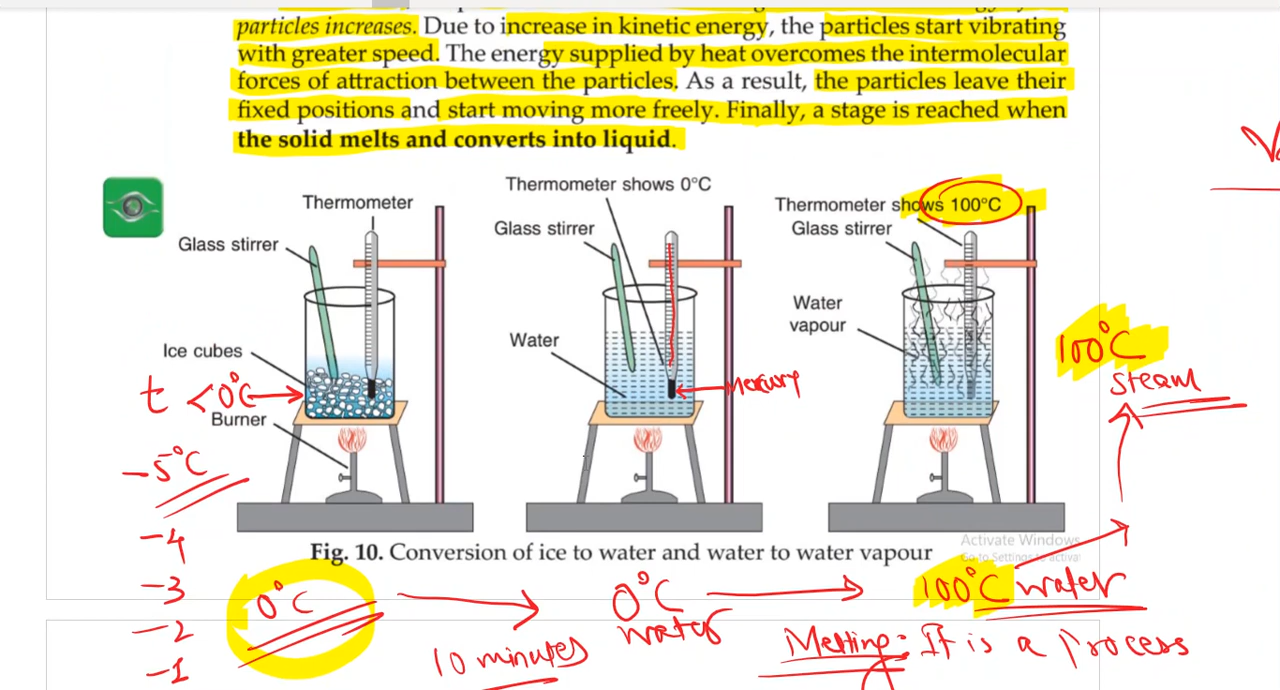 particles increases. Due to increase in kinetic energy, the particles start vibrating
with greater speed. The energy supplied by heat overcomes the intermolecular
forces of attraction between the particles. As a result, the particles leave their
fixed positions and start moving more freely. Finally, a stage is reached when
the solid melts and converts into liquid.
Thermometer
Glass stirrer
Ice cubes
t < 0°C
Burner
-5°C
-4
-3
-2
-1
Thermometer shows 0°C
Glass stirrer
Water
Mercury
Thermometer shows 100°C
Glass stirrer
Water
vapour
100°C
steam
Fig. 10. Conversion of ice to water and water to water vapour
Activate Windows
Go to Settings to activa
0°C
10 minutes
0°C
water
100°C water
Melting: It is a process